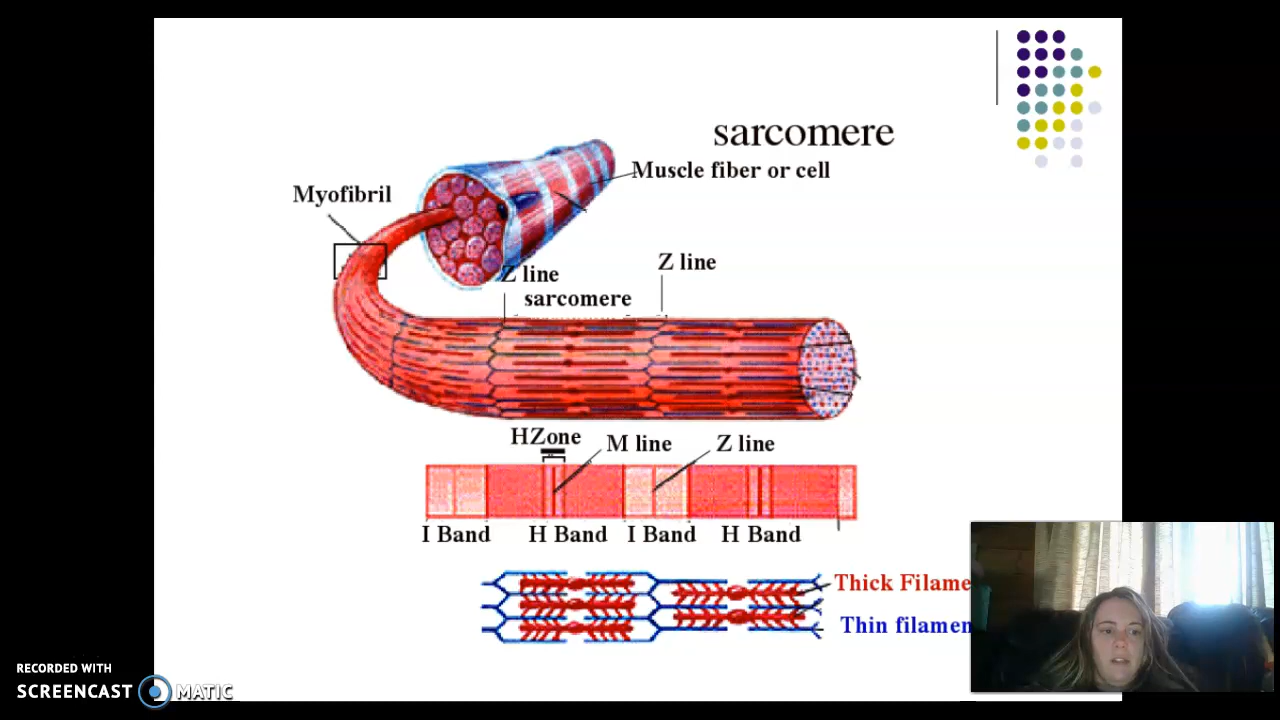 sarcomere
Muscle fiber or cell
Myofibril
Z line
Z line
sarcomere
HZone
M line
Z line
I Band
H Band
I Band
H Band
Thick Filame
Thin filamen
RECORDED WITH
SCREENCAST MATIC